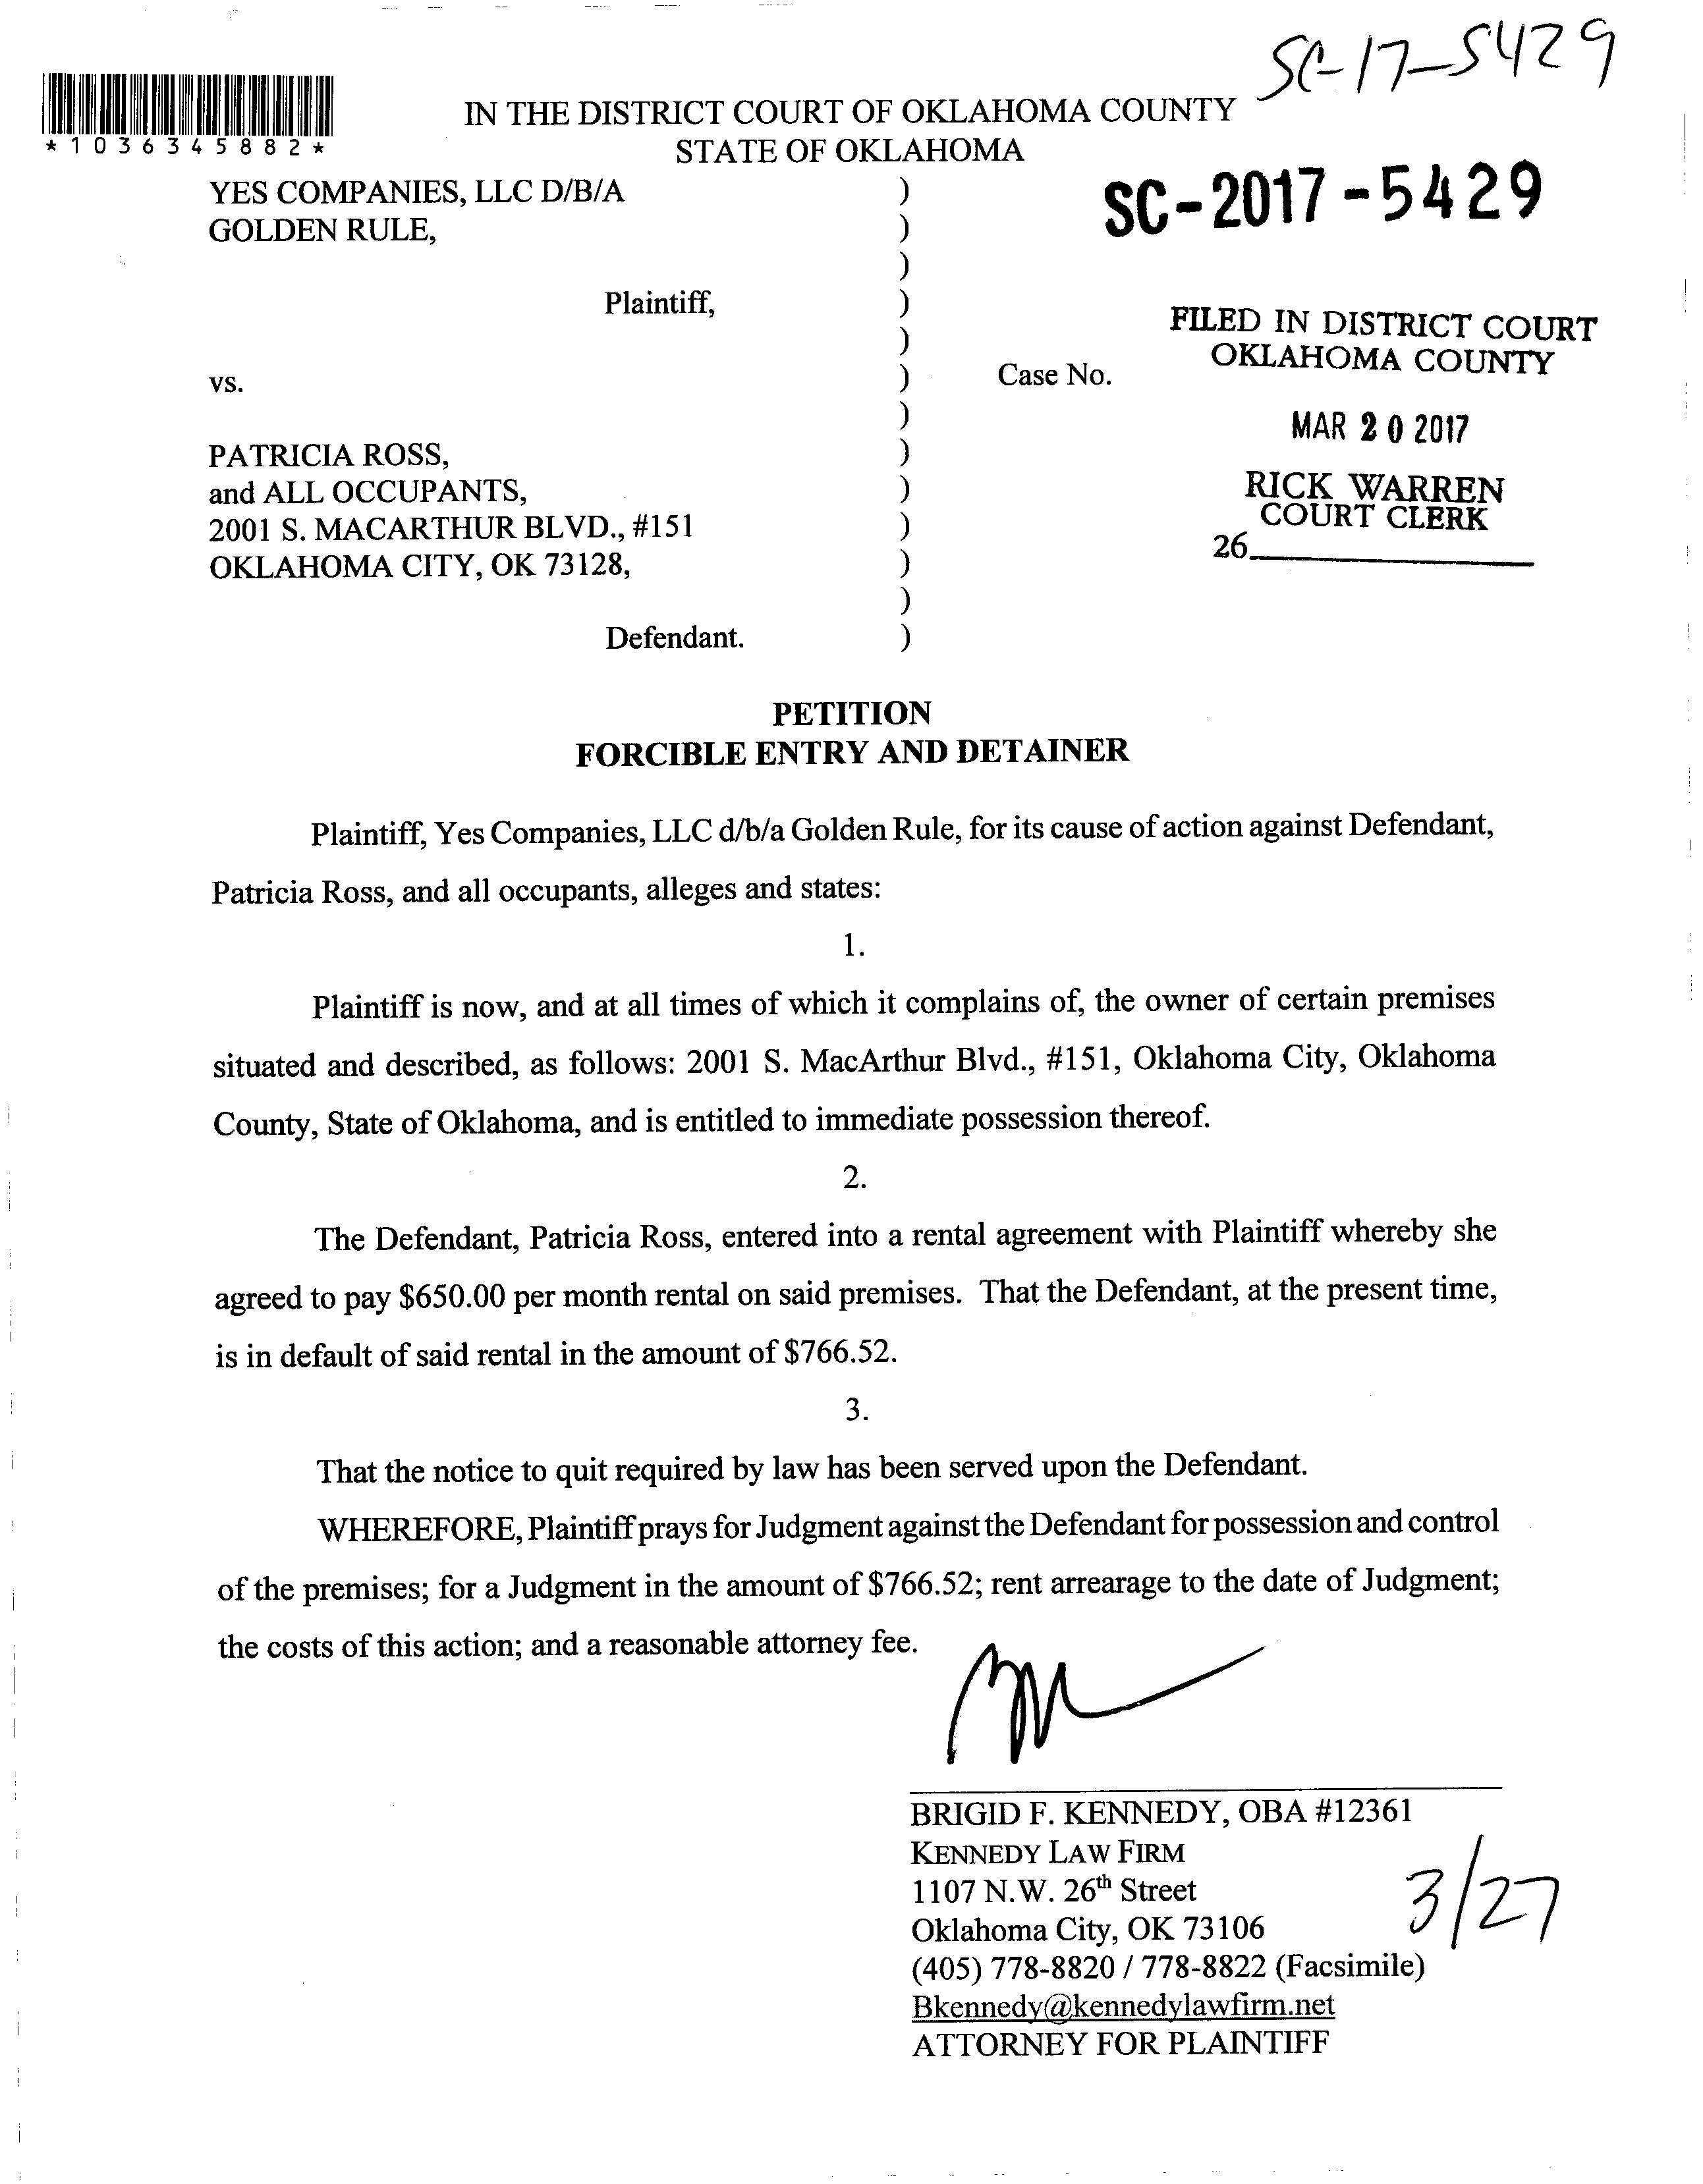 SC-17-5429
*1036345882*
IN THE DISTRICT COURT OF OKLAHOMA COUNTY
STATE OF OKLAHOMA
YES COMPANIES, LLC D/B/A )
GOLDEN RULE, )
)
Plaintiff, )
)
vs. ) Case No.
)
PATRICIA ROSS, )
and ALL OCCUPANTS, )
2001 S. MACARTHUR BLVD., #151 )
OKLAHOMA CITY, OK 73128, )
)
Defendant. )
SC-2017-5429
FILED IN DISTRICT COURT
OKLAHOMA COUNTY
MAR 20 2017
RICK WARREN
COURT CLERK
26
PETITION
FORCIBLE ENTRY AND DETAINER
Plaintiff, Yes Companies, LLC d/b/a Golden Rule, for its cause of action against Defendant,
Patricia Ross, and all occupants, alleges and states:
1.
Plaintiff is now, and at all times of which it complains of, the owner of certain premises
situated and described, as follows: 2001 S. MacArthur Blvd., #151, Oklahoma City, Oklahoma
County, State of Oklahoma, and is entitled to immediate possession thereof.
2.
The Defendant, Patricia Ross, entered into a rental agreement with Plaintiff whereby she
agreed to pay $650.00 per month rental on said premises. That the Defendant, at the present time,
is in default of said rental in the amount of $766.52.
3.
That the notice to quit required by law has been served upon the Defendant.
WHEREFORE, Plaintiff prays for Judgment against the Defendant for possession and control
of the premises; for a Judgment in the amount of $766.52; rent arrearage to the date of Judgment;
the costs of this action; and a reasonable attorney fee.
BRIGID F. KENNEDY, OBA #12361
KENNEDY LAW FIRM
1107 N.W. 26th Street
Oklahoma City, OK 73106
(405) 778-8820 / 778-8822 (Facsimile)
Bkennedy@kennedylawfirm.net
ATTORNEY FOR PLAINTIFF
3/27